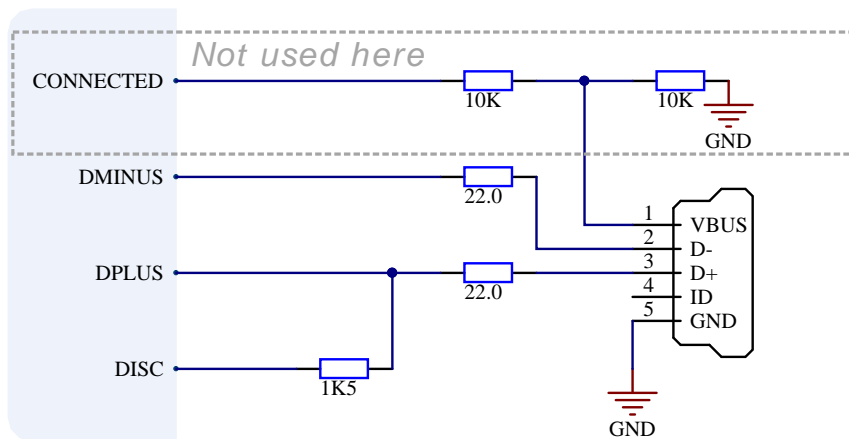 Not used here
CONNECTED
10K
10K
GND
DMINUS
22.0
1
VBUS
2
D-
DPLUS
22.0
3
D+
4
ID
5
GND
DISC
1K5
GND